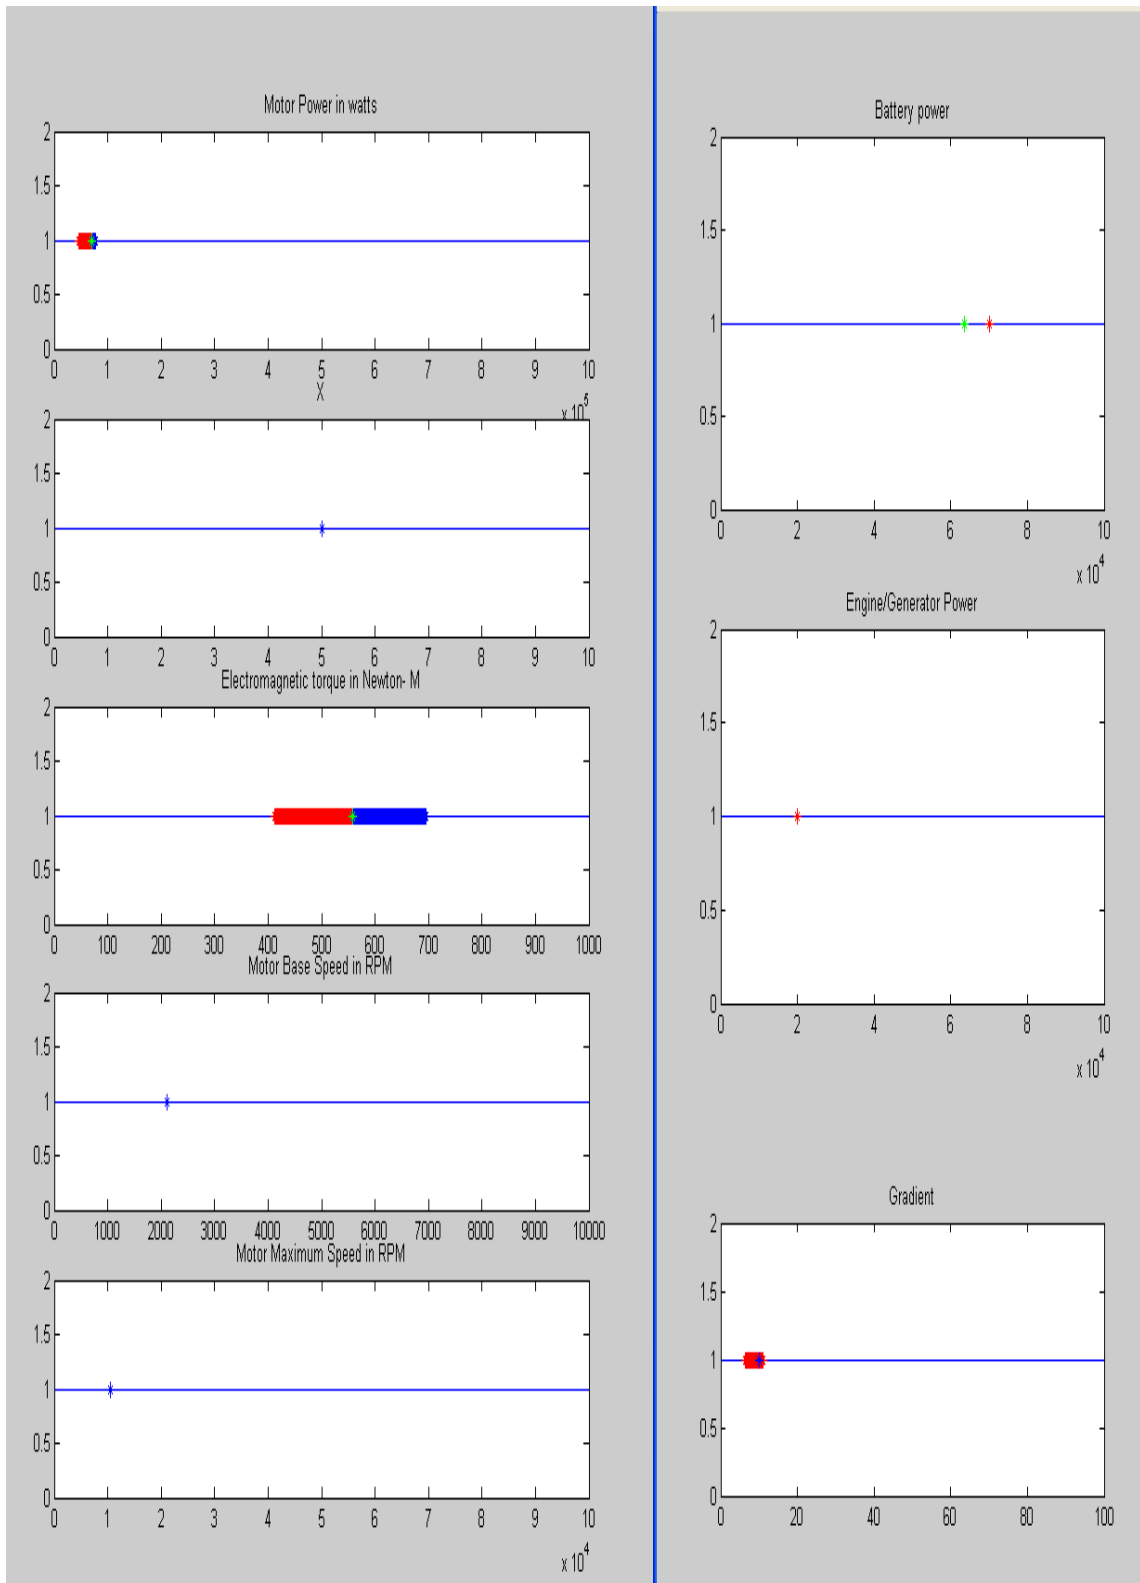 Motor Power in watts
2
1.5
1
0.5
0
0 1 2 3 4 5 6 7 8 9 10
X
x 10^5
2
1.5
1
0.5
0
0 1 2 3 4 5 6 7 8 9 10
Electromagnetic torque in Newton- M
2
1.5
1
0.5
0
0 100 200 300 400 500 600 700 800 900 1000
Motor Base Speed in RPM
2
1.5
1
0.5
0
0 1000 2000 3000 4000 5000 6000 7000 8000 9000 10000
Motor Maximum Speed in RPM
2
1.5
1
0.5
0
0 1 2 3 4 5 6 7 8 9 10
x 10^4
Battery power
2
1.5
1
0.5
0
0 2 4 6 8 10
x 10^4
Engine/Generator Power
2
1.5
1
0.5
0
0 2 4 6 8 10
x 10^4
Gradient
2
1.5
1
0.5
0
0 20 40 60 80 100